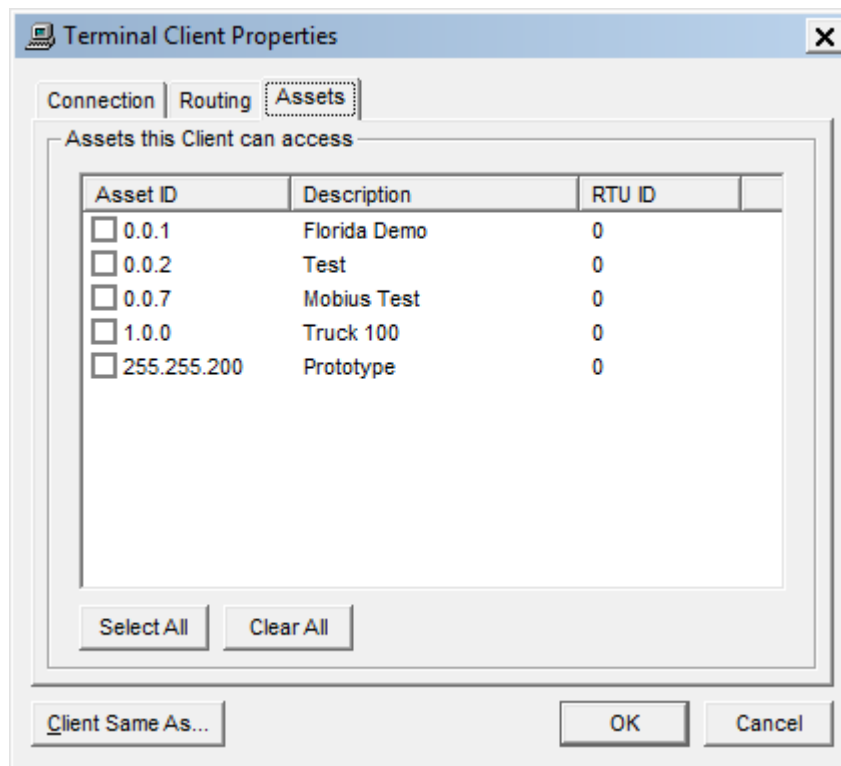 Terminal Client Properties
Connection Routing Assets
Assets this Client can access
Asset ID Description RTU ID
0.0.1 Florida Demo 0
0.0.2 Test 0
0.0.7 Mobius Test 0
1.0.0 Truck 100 0
255.255.200 Prototype 0
Select All Clear All
Client Same As... OK Cancel